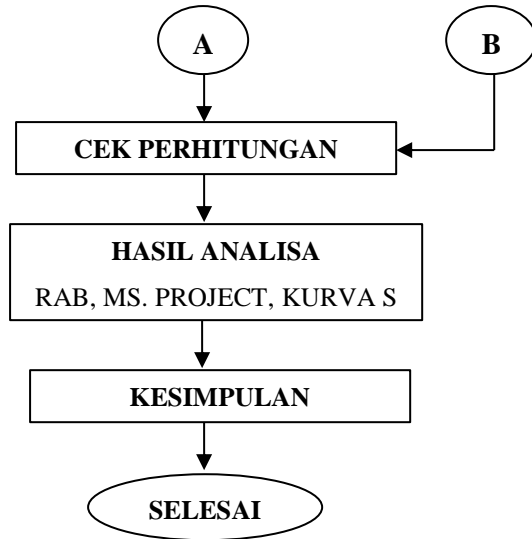 A
B
CEK PERHITUNGAN
HASIL ANALISA
RAB, MS. PROJECT, KURVA S
KESIMPULAN
SELESAI